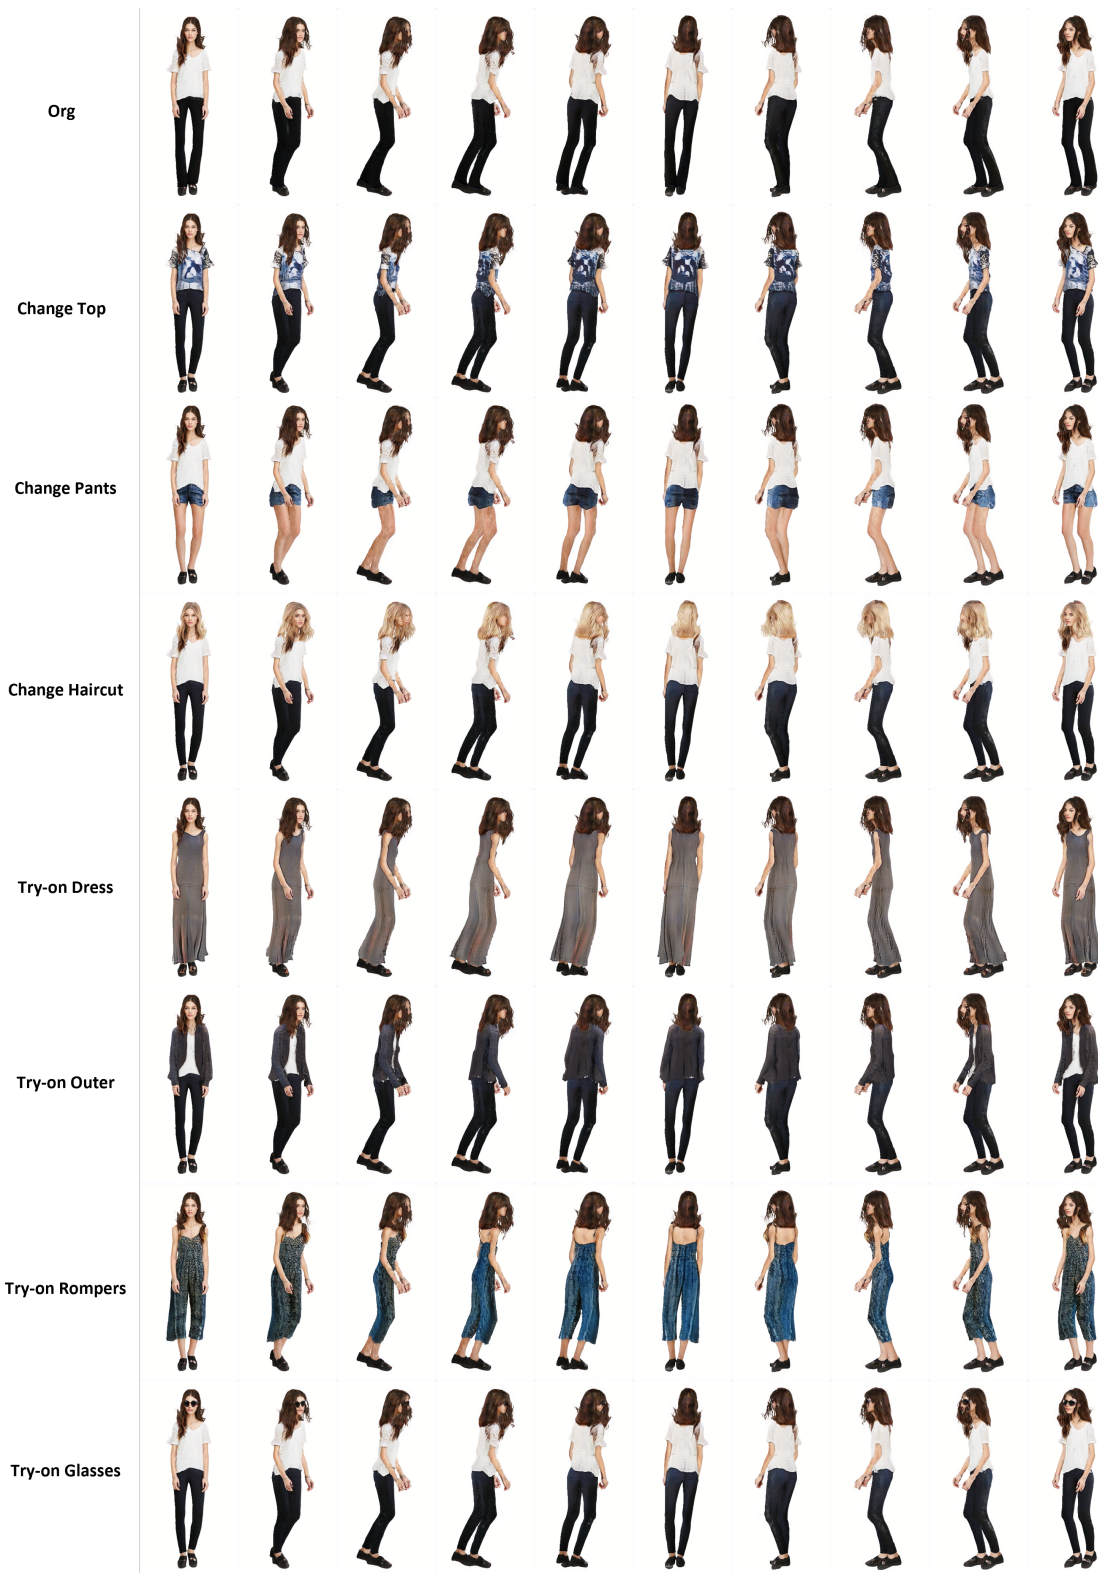 Org
Change Top
Change Pants
Change Haircut
Try-on Dress
Try-on Outer
Try-on Rompers
Try-on Glasses